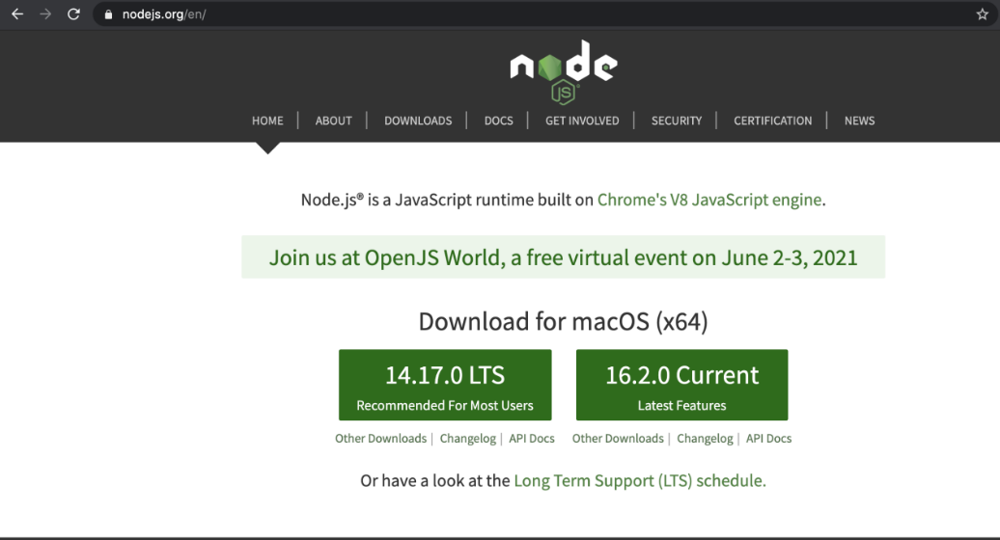 nodejs.org/en/
node
JS
HOME | ABOUT | DOWNLOADS | DOCS | GET INVOLVED | SECURITY | CERTIFICATION | NEWS
Node.js® is a JavaScript runtime built on Chrome's V8 JavaScript engine.
Join us at OpenJS World, a free virtual event on June 2-3, 2021
Download for macOS (x64)
14.17.0 LTS
Recommended For Most Users
16.2.0 Current
Latest Features
Other Downloads | Changelog | API Docs
Other Downloads | Changelog | API Docs
Or have a look at the Long Term Support (LTS) schedule.